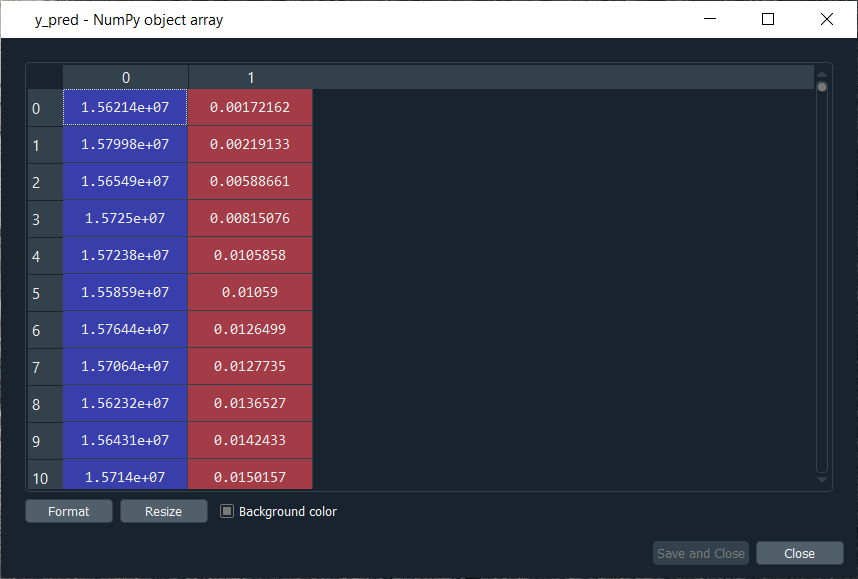 y_pred - NumPy object array
0 1
0 1.56214e+07 0.00172162
1 1.57998e+07 0.00219133
2 1.56549e+07 0.00588661
3 1.5725e+07 0.00815076
4 1.57238e+07 0.0105858
5 1.55859e+07 0.01059
6 1.57644e+07 0.0126499
7 1.57064e+07 0.0127735
8 1.56232e+07 0.0136527
9 1.56431e+07 0.0142433
10 1.5714e+07 0.0150157
Format Resize Background color
Save and Close Close